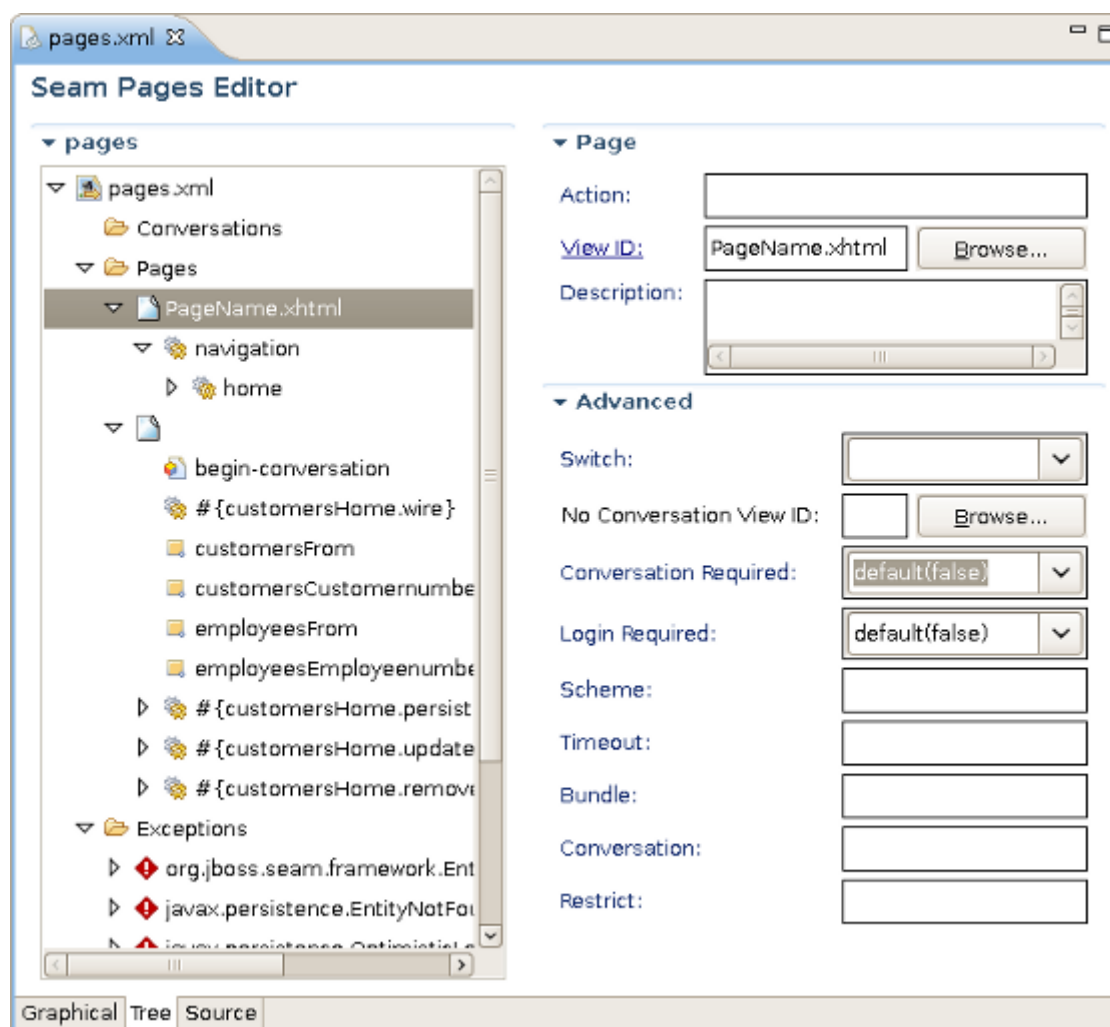 pages.xml
Seam Pages Editor
pages
pages.xml
Conversations
Pages
PageName.xhtml
navigation
home
begin-conversation
#{customersHome.wire}
customersFrom
customersCustomernumbe
employeesFrom
employeesEmployeenumbe
#{customersHome.persist
#{customersHome.update
#{customersHome.remove
Exceptions
org.jboss.seam.framework.Ent
javax.persistence.EntityNotFou
Page
Action:
View ID: PageName.xhtml Browse...
Description:
Advanced
Switch:
No Conversation View ID: Browse...
Conversation Required: default(false)
Login Required: default(false)
Scheme:
Timeout:
Bundle:
Conversation:
Restrict:
Graphical Tree Source